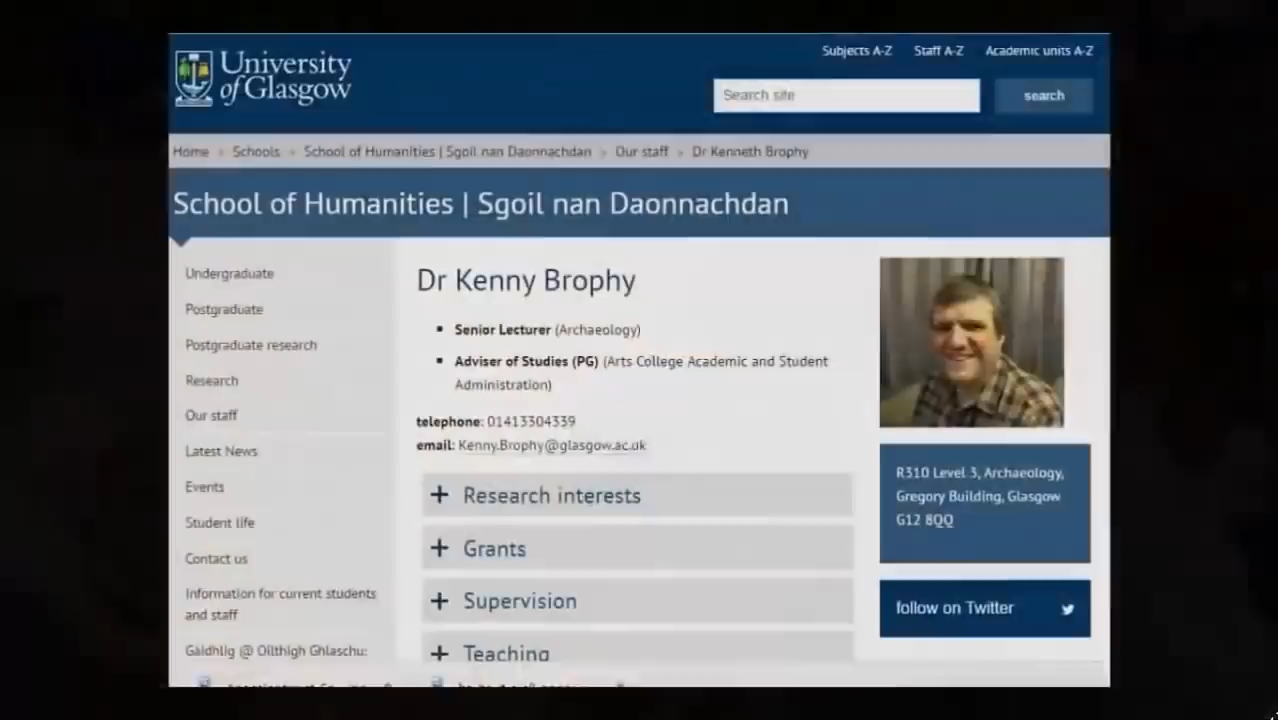 University
of Glasgow
Subjects A-Z Staff A-Z Academic units A-Z
Search site search
Home Schools School of Humanities | Sgoil nan Daonnachdan Our staff Dr Kenneth Brophy
School of Humanities | Sgoil nan Daonnachdan
Undergraduate
Postgraduate
Postgraduate research
Research
Our staff
Latest News
Events
Student life
Contact us
Information for current students
and staff
Gàidhlig @ Oilthigh Ghlaschu:
Dr Kenny Brophy
Senior Lecturer (Archaeology)
Adviser of Studies (PG) (Arts College Academic and Student
Administration)
telephone: 01413304339
email: Kenny.Brophy@glasgow.ac.uk
+ Research interests
+ Grants
+ Supervision
+ Teaching
R310 Level 3, Archaeology,
Gregory Building, Glasgow
G12 8QQ
follow on Twitter